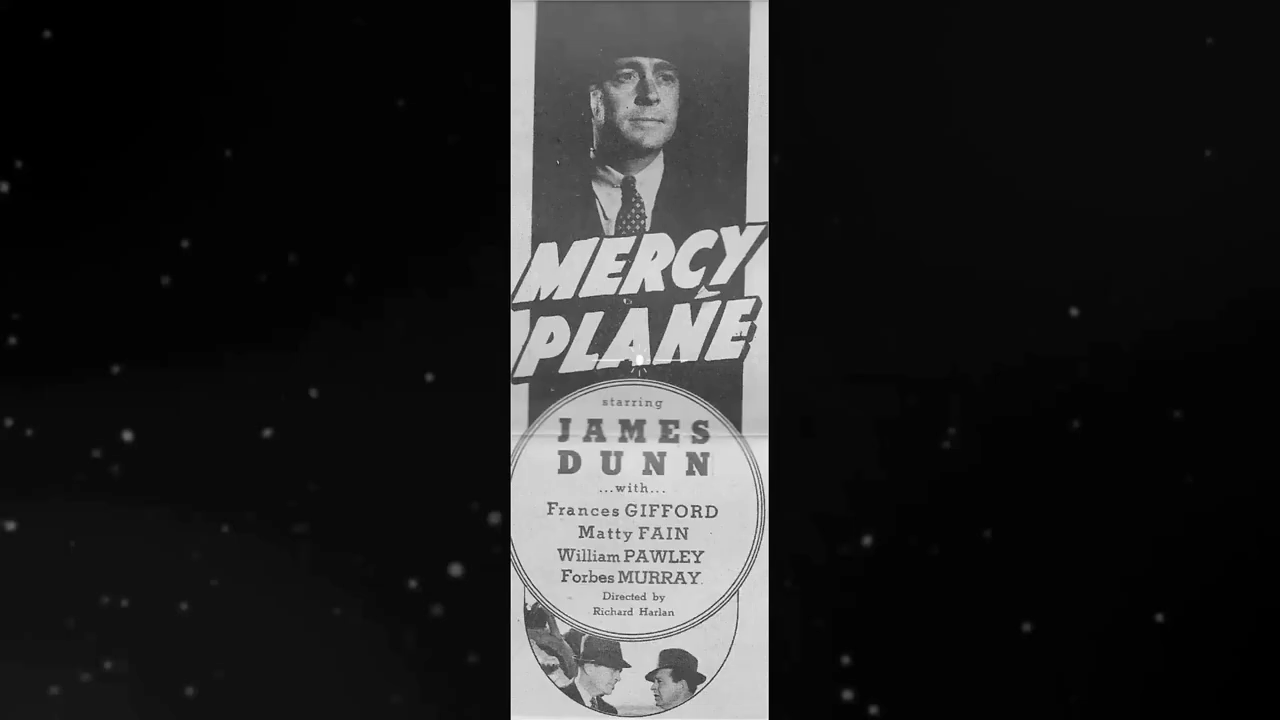 MERCY
PLANE
starring
JAMES
DUNN
...with...
Frances GIFFORD
Matty FAIN
William PAWLEY
Forbes MURRAY.
Directed by
Richard Harlan